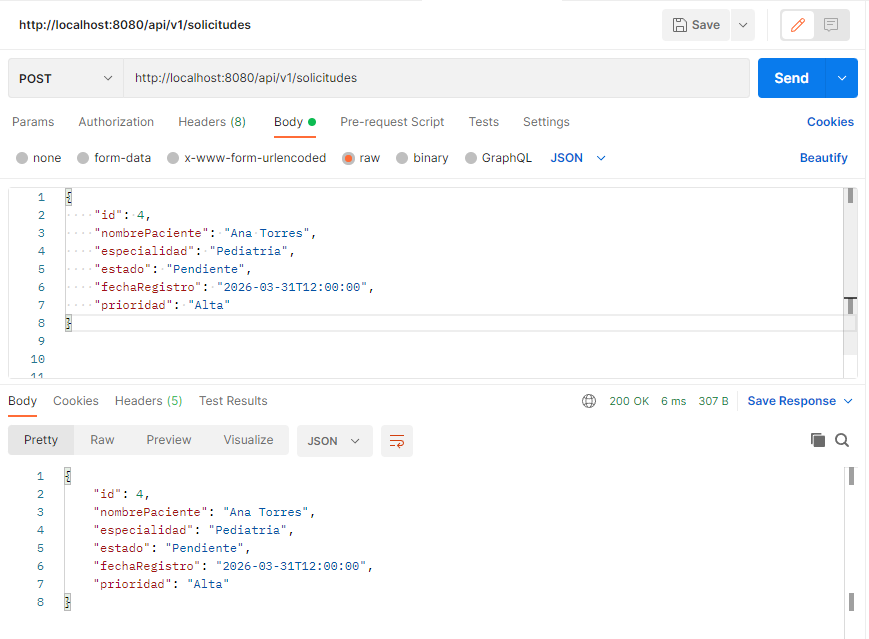 http://localhost:8080/api/v1/solicitudes
Save
POST
http://localhost:8080/api/v1/solicitudes
Send
Params Authorization Headers (8) Body Pre-request Script Tests Settings Cookies
none form-data x-www-form-urlencoded raw binary GraphQL JSON Beautify
1 {
2 "id": 4,
3 "nombrePaciente": "Ana Torres",
4 "especialidad": "Pediatria",
5 "estado": "Pendiente",
6 "fechaRegistro": "2026-03-31T12:00:00",
7 "prioridad": "Alta"
8 }
9
10
11
Body Cookies Headers (5) Test Results 200 OK 6 ms 307 B Save Response
Pretty Raw Preview Visualize JSON
1 {
2 "id": 4,
3 "nombrePaciente": "Ana Torres",
4 "especialidad": "Pediatria",
5 "estado": "Pendiente",
6 "fechaRegistro": "2026-03-31T12:00:00",
7 "prioridad": "Alta"
8 }